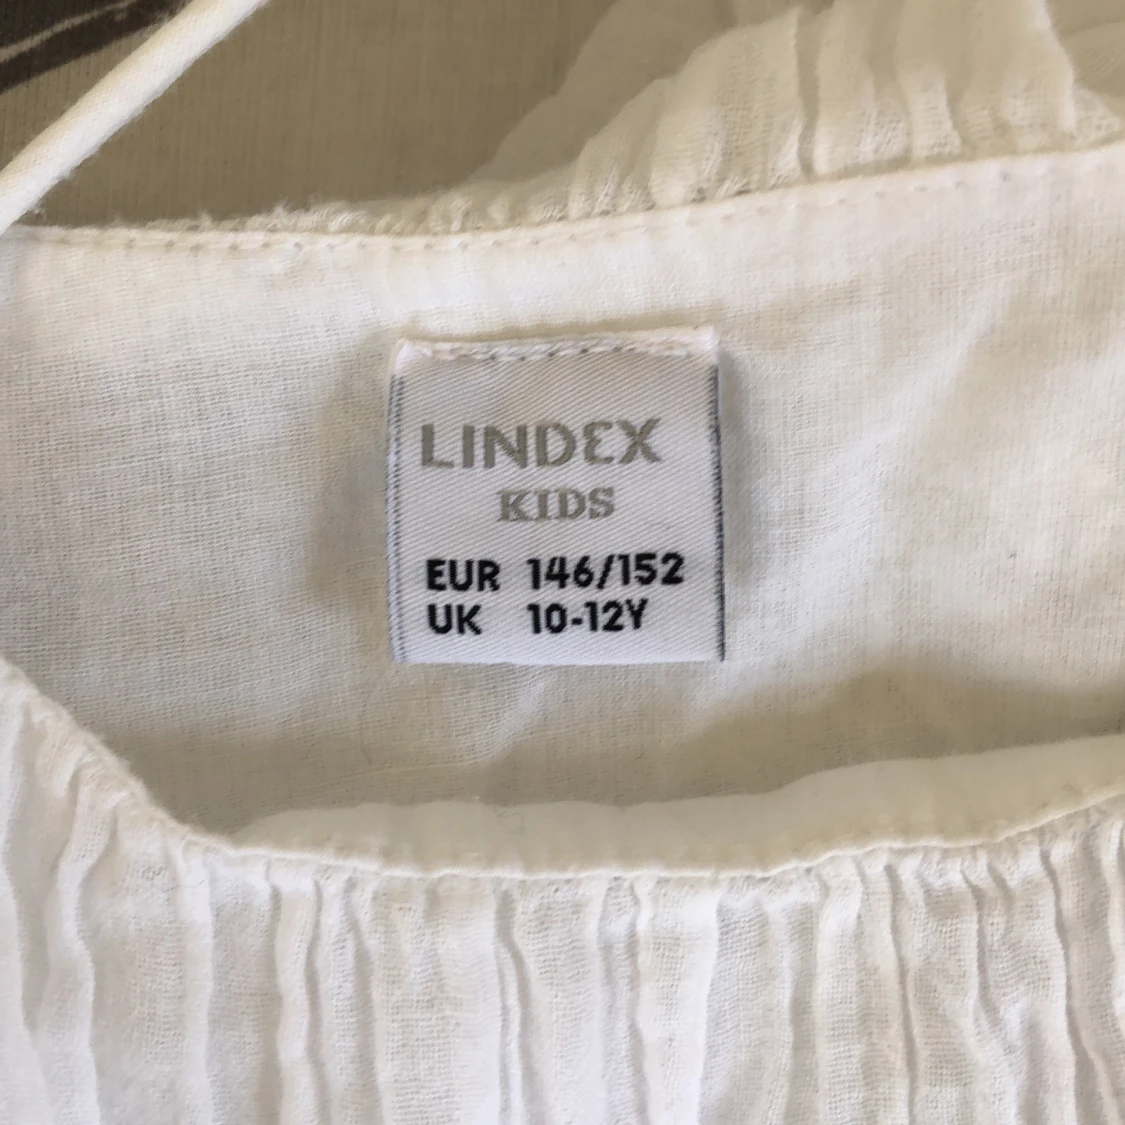 LINDEX
KIDS
EUR 146/152
UK 10-12Y